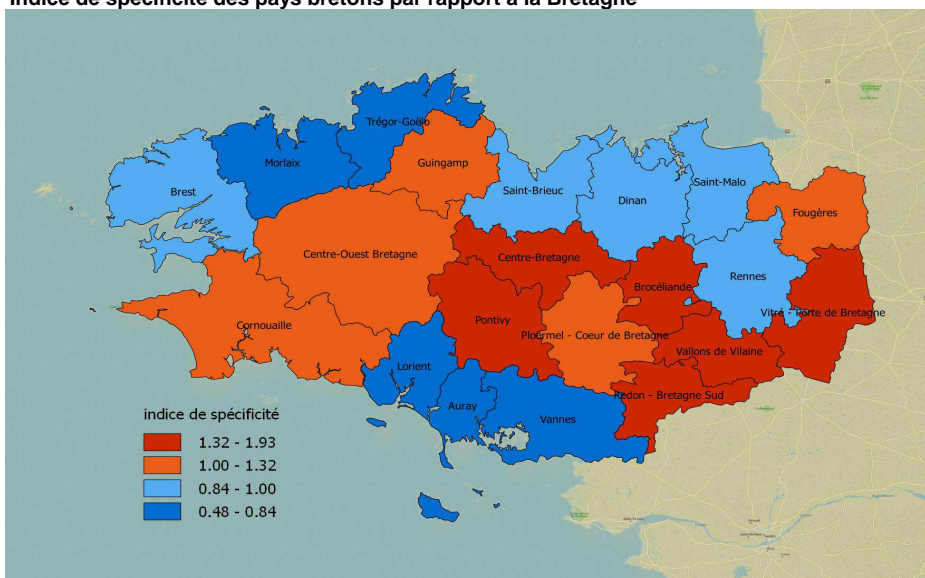 Indice de spécificité des pays bretons par rapport à la Bretagne
Trégor-Goëlo
Morlaix
Guingamp
Brest
Saint-Brieuc
Dinan
Saint-Malo
Fougères
Centre-Ouest Bretagne
Centre-Bretagne
Rennes
Brocéliande
Pontivy
Vitré - Porte de Bretagne
Cornouaille
Ploërmel - Coeur de Bretagne
Vallons de Vilaine
Lorient
Redon - Bretagne Sud
Auray
Vannes
indice de spécificité
1.32 - 1.93
1.00 - 1.32
0.84 - 1.00
0.48 - 0.84